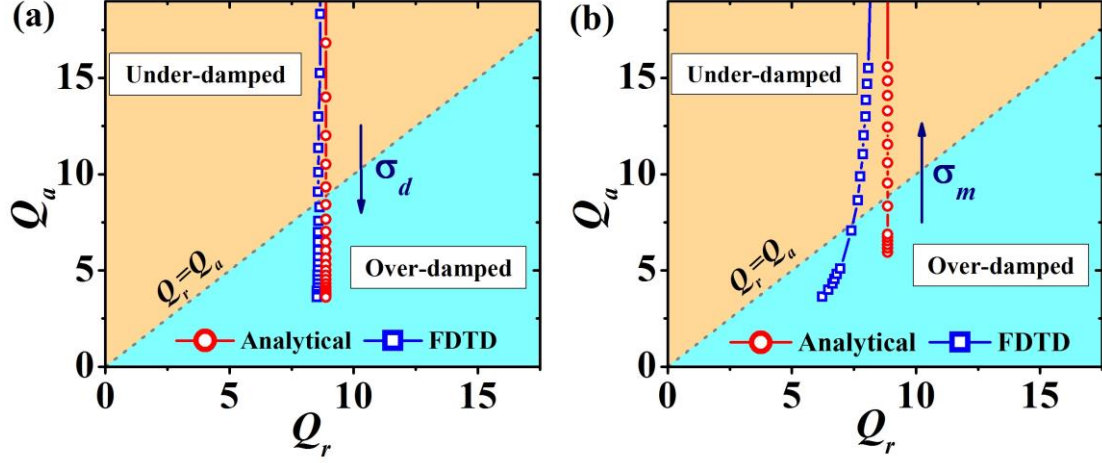 (a)
Under-damped
15
10
5
0
Q_a
σ_d
Over-damped
Q_r=Q_a
Analytical
FDTD
0
5
10
15
Q_r
(b)
Under-damped
15
10
5
0
Q_a
σ_m
Over-damped
Q_r=Q_a
Analytical
FDTD
0
5
10
15
Q_r